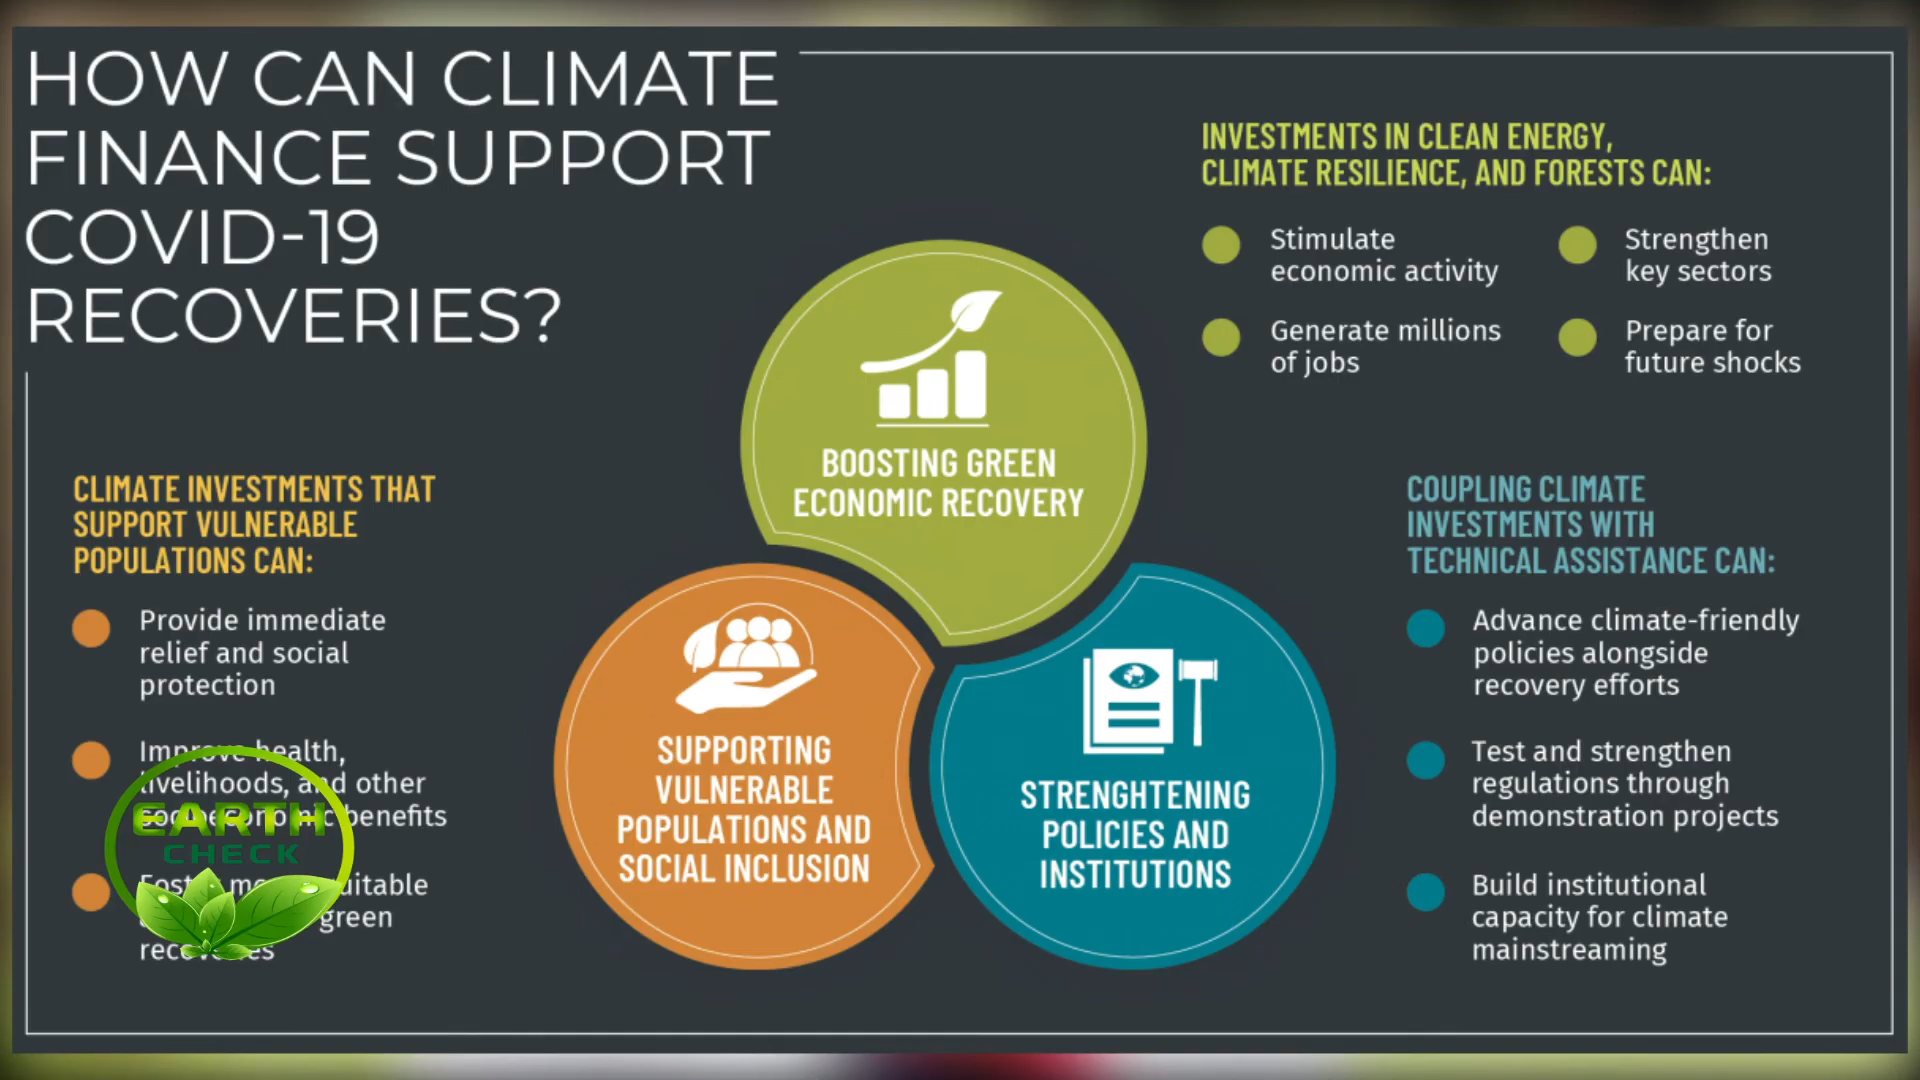 HOW CAN CLIMATE
FINANCE SUPPORT
COVID-19
RECOVERIES?
INVESTMENTS IN CLEAN ENERGY,
CLIMATE RESILIENCE, AND FORESTS CAN:
Stimulate
economic activity
Strengthen
key sectors
Generate millions
of jobs
Prepare for
future shocks
BOOSTING GREEN
ECONOMIC RECOVERY
CLIMATE INVESTMENTS THAT
SUPPORT VULNERABLE
POPULATIONS CAN:
Provide immediate
relief and social
protection
Improve health,
livelihoods, and other
socioeconomic benefits
green
recoveries
EARTH
CHECK
SUPPORTING
VULNERABLE
POPULATIONS AND
SOCIAL INCLUSION
STRENGHTENING
POLICIES AND
INSTITUTIONS
COUPLING CLIMATE
INVESTMENTS WITH
TECHNICAL ASSISTANCE CAN:
Advance climate-friendly
policies alongside
recovery efforts
Test and strengthen
regulations through
demonstration projects
Build institutional
capacity for climate
mainstreaming